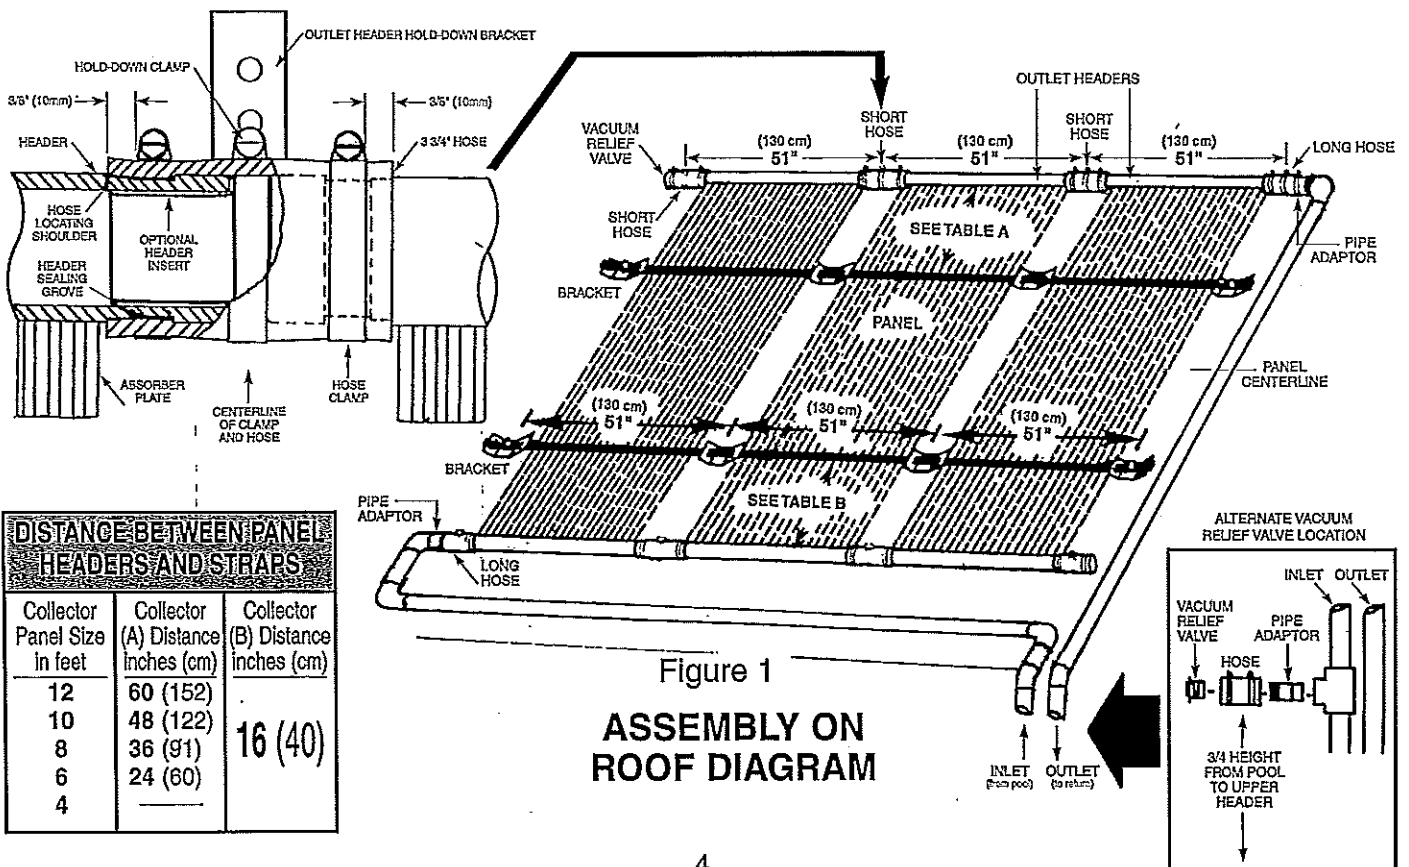 OUTLET HEADER HOLD-DOWN BRACKET
HOLD-DOWN CLAMP
3/8" (10mm)
3/8" (10mm)
HEADER
3 3/4" HOSE
HOSE
LOCATING
SHOULDER
OPTIONAL
HEADER
INSERT
HEADER
SEALING
GROVE
ASSORBER
PLATE
CENTERLINE
OF CLAMP
AND HOSE
HOSE
CLAMP
OUTLET HEADERS
VACUUM
RELIEF
VALVE
SHORT
HOSE
SHORT
HOSE
LONG HOSE
(130 cm)
51"
(130 cm)
51"
(130 cm)
51"
SHORT
HOSE
SEE TABLE A
PIPE
ADAPTOR
BRACKET
PANEL
PANEL
CENTERLINE
(130 cm)
51"
(130 cm)
51"
(130 cm)
51"
BRACKET
SEE TABLE B
PIPE
ADAPTOR
LONG
HOSE
DISTANCE BETWEEN PANEL
HEADERS AND STRAPS
Collector Panel Size in feet
Collector (A) Distance inches (cm)
Collector (B) Distance inches (cm)
12 60 (152)
10 48 (122)
8 36 (91)
6 24 (60)
4
16 (40)
Figure 1
ASSEMBLY ON
ROOF DIAGRAM
INLET
(from pool)
OUTLET
(to return)
ALTERNATE VACUUM
RELIEF VALVE LOCATION
INLET OUTLET
VACUUM
RELIEF
VALVE
HOSE
PIPE
ADAPTOR
3/4 HEIGHT
FROM POOL
TO UPPER
HEADER
4